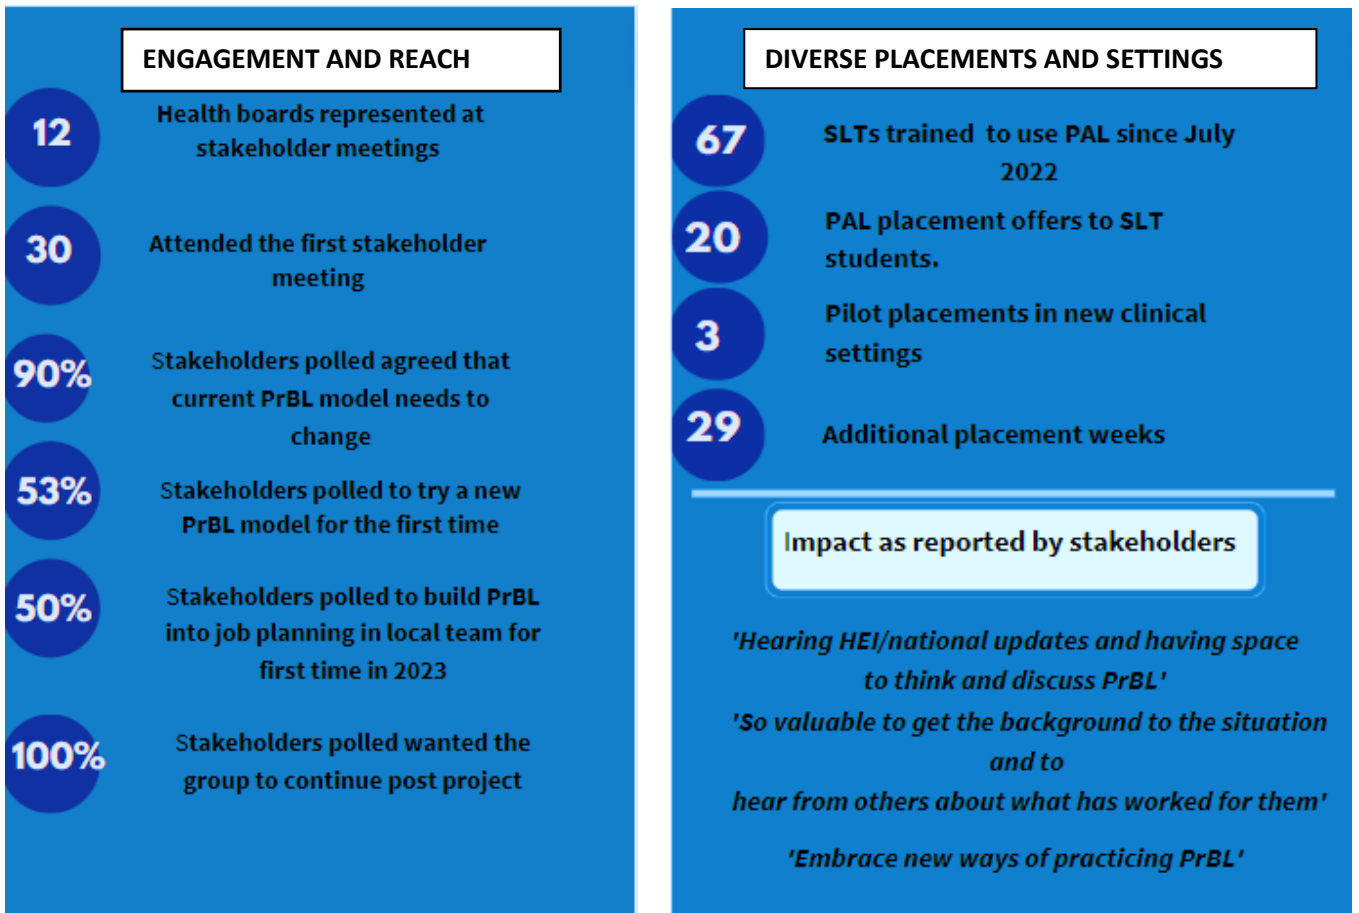 ENGAGEMENT AND REACH
12
Health boards represented at
stakeholder meetings
30
Attended the first stakeholder
meeting
90%
Stakeholders polled agreed that
current PrBL model needs to
change
53%
Stakeholders polled to try a new
PrBL model for the first time
50%
Stakeholders polled to build PrBL
into job planning in local team for
first time in 2023
100%
Stakeholders polled wanted the
group to continue post project
DIVERSE PLACEMENTS AND SETTINGS
67
SLTs trained to use PAL since July
2022
20
PAL placement offers to SLT
students.
3
Pilot placements in new clinical
settings
29
Additional placement weeks
Impact as reported by stakeholders
'Hearing HEI/national updates and having space
to think and discuss PrBL'
'So valuable to get the background to the situation
and to
hear from others about what has worked for them'
'Embrace new ways of practicing PrBL'